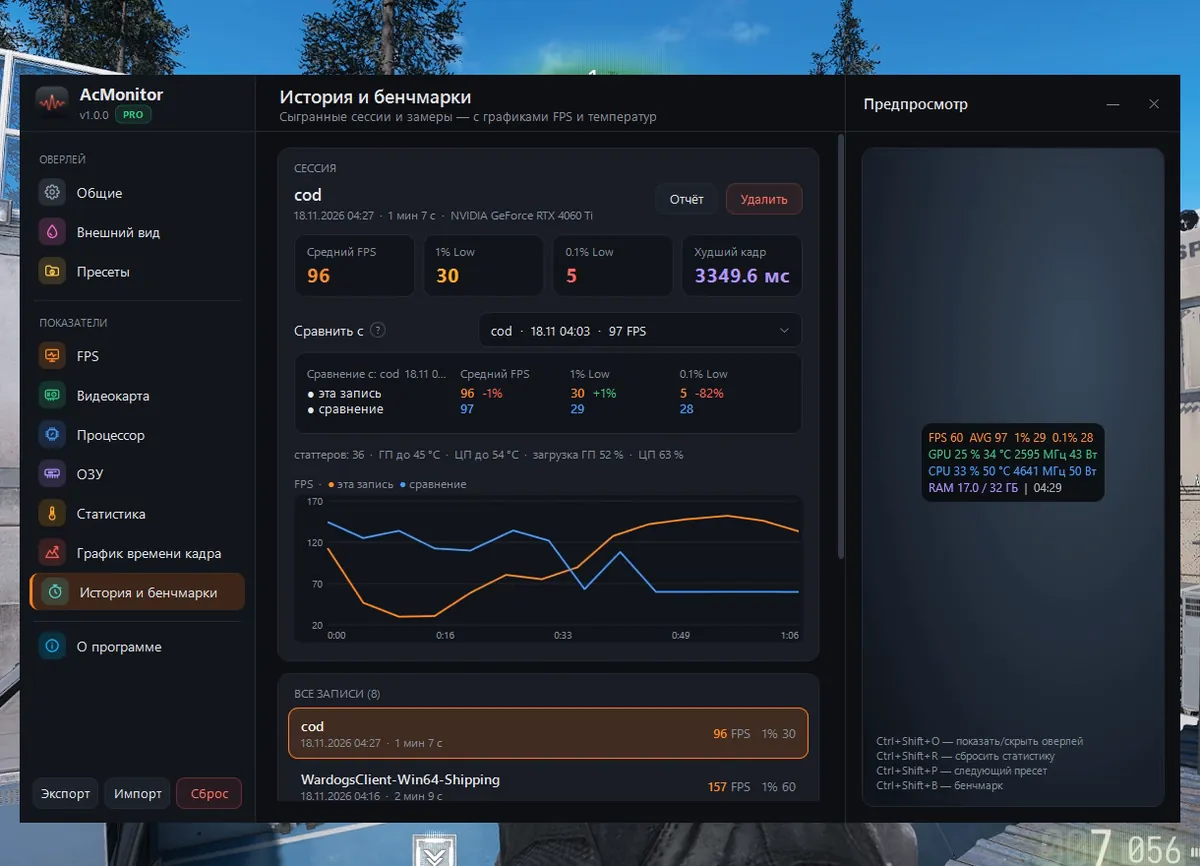 AcMonitor
v1.0.0 PRO
ОВЕРЛЕЙ
Общие
Внешний вид
Пресеты
ПОКАЗАТЕЛИ
FPS
Видеокарта
Процессор
ОЗУ
Статистика
График времени кадра
История и бенчмарки
О программе
Экспорт Импорт Сброс
История и бенчмарки
Сыгранные сессии и замеры — с графиками FPS и температур
СЕССИЯ
cod
18.11.2026 04:27 · 1 мин 7 с · NVIDIA GeForce RTX 4060 Ti
Отчёт Удалить
Средний FPS 1% Low 0.1% Low Худший кадр
96 30 5 3349.6 мс
Сравнить с ? cod · 18.11 04:03 · 97 FPS
Сравнение с: cod 18.11 0... Средний FPS 1% Low 0.1% Low
● эта запись 96 -1% 30 +1% 5 -82%
● сравнение 97 29 28
статтеров: 36 · ГП до 45 °C · ЦП до 54 °C · загрузка ГП 52 % · ЦП 63 %
FPS · ● эта запись ● сравнение
170
120
70
20
0:00 0:16 0:33 0:49 1:06
ВСЕ ЗАПИСИ (8)
cod
18.11.2026 04:27 · 1 мин 7 с
96 FPS 1% 30
WardogsClient-Win64-Shipping
18.11.2026 04:16 · 2 мин 9 с
157 FPS 1% 60
Предпросмотр
FPS 60 AVG 97 1% 29 0.1% 28
GPU 25 % 34 °C 2595 МГц 43 Вт
CPU 33 % 50 °C 4641 МГц 50 Вт
RAM 17.0 / 32 ГБ | 04:29
Ctrl+Shift+O — показать/скрыть оверлей
Ctrl+Shift+R — сбросить статистику
Ctrl+Shift+P — следующий пресет
Ctrl+Shift+B — бенчмарк
7 056